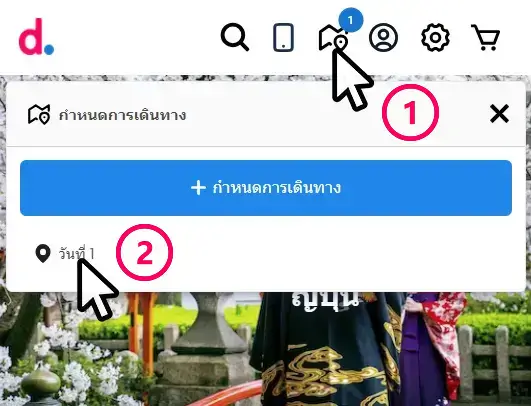 d.
1
กำหนดการเดินทาง
1
+ กำหนดการเดินทาง
วันที่ 1
2
ญี่ปุ่น